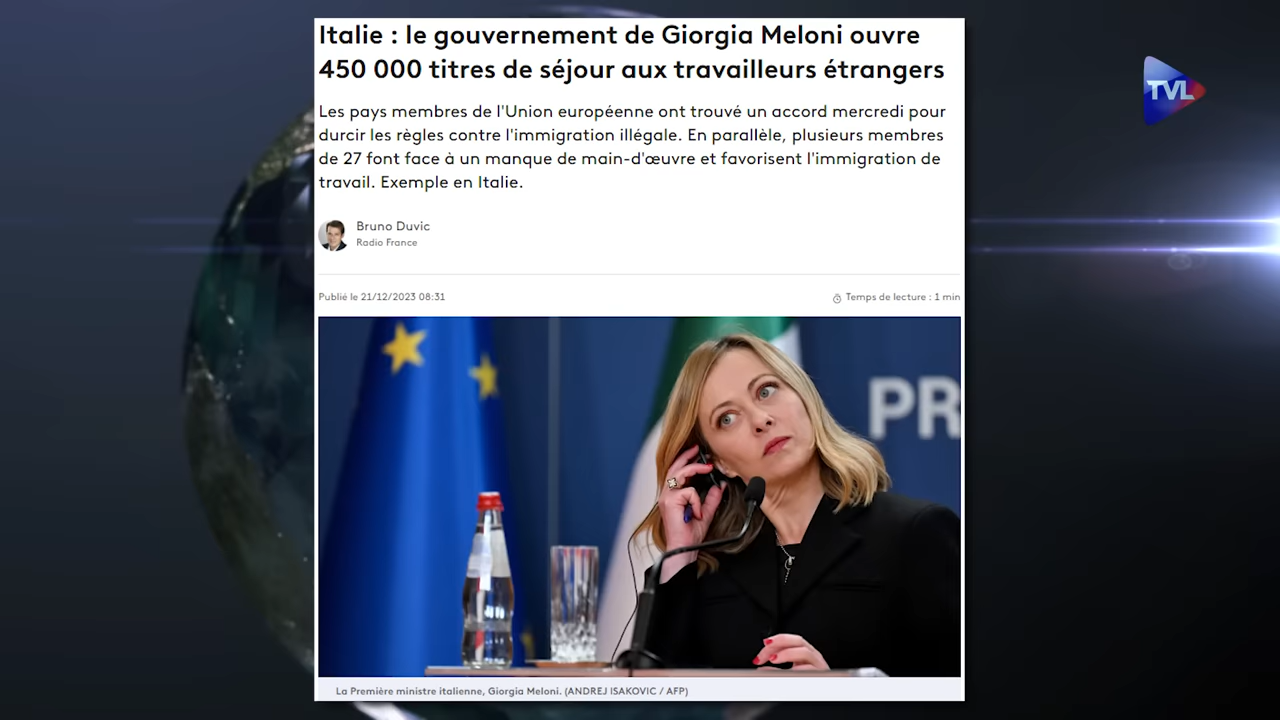 Italie : le gouvernement de Giorgia Meloni ouvre
450 000 titres de séjour aux travailleurs étrangers
TVL
Les pays membres de l'Union européenne ont trouvé un accord mercredi pour
durcir les règles contre l'immigration illégale. En parallèle, plusieurs membres
de 27 font face à un manque de main-d'œuvre et favorisent l'immigration de
travail. Exemple en Italie.
Bruno Duvic
Radio France
Publié le 21/12/2023 08:31
Temps de lecture : 1 min
PR
La Première ministre italienne, Giorgia Meloni. (ANDREJ ISAKOVIC / AFP)